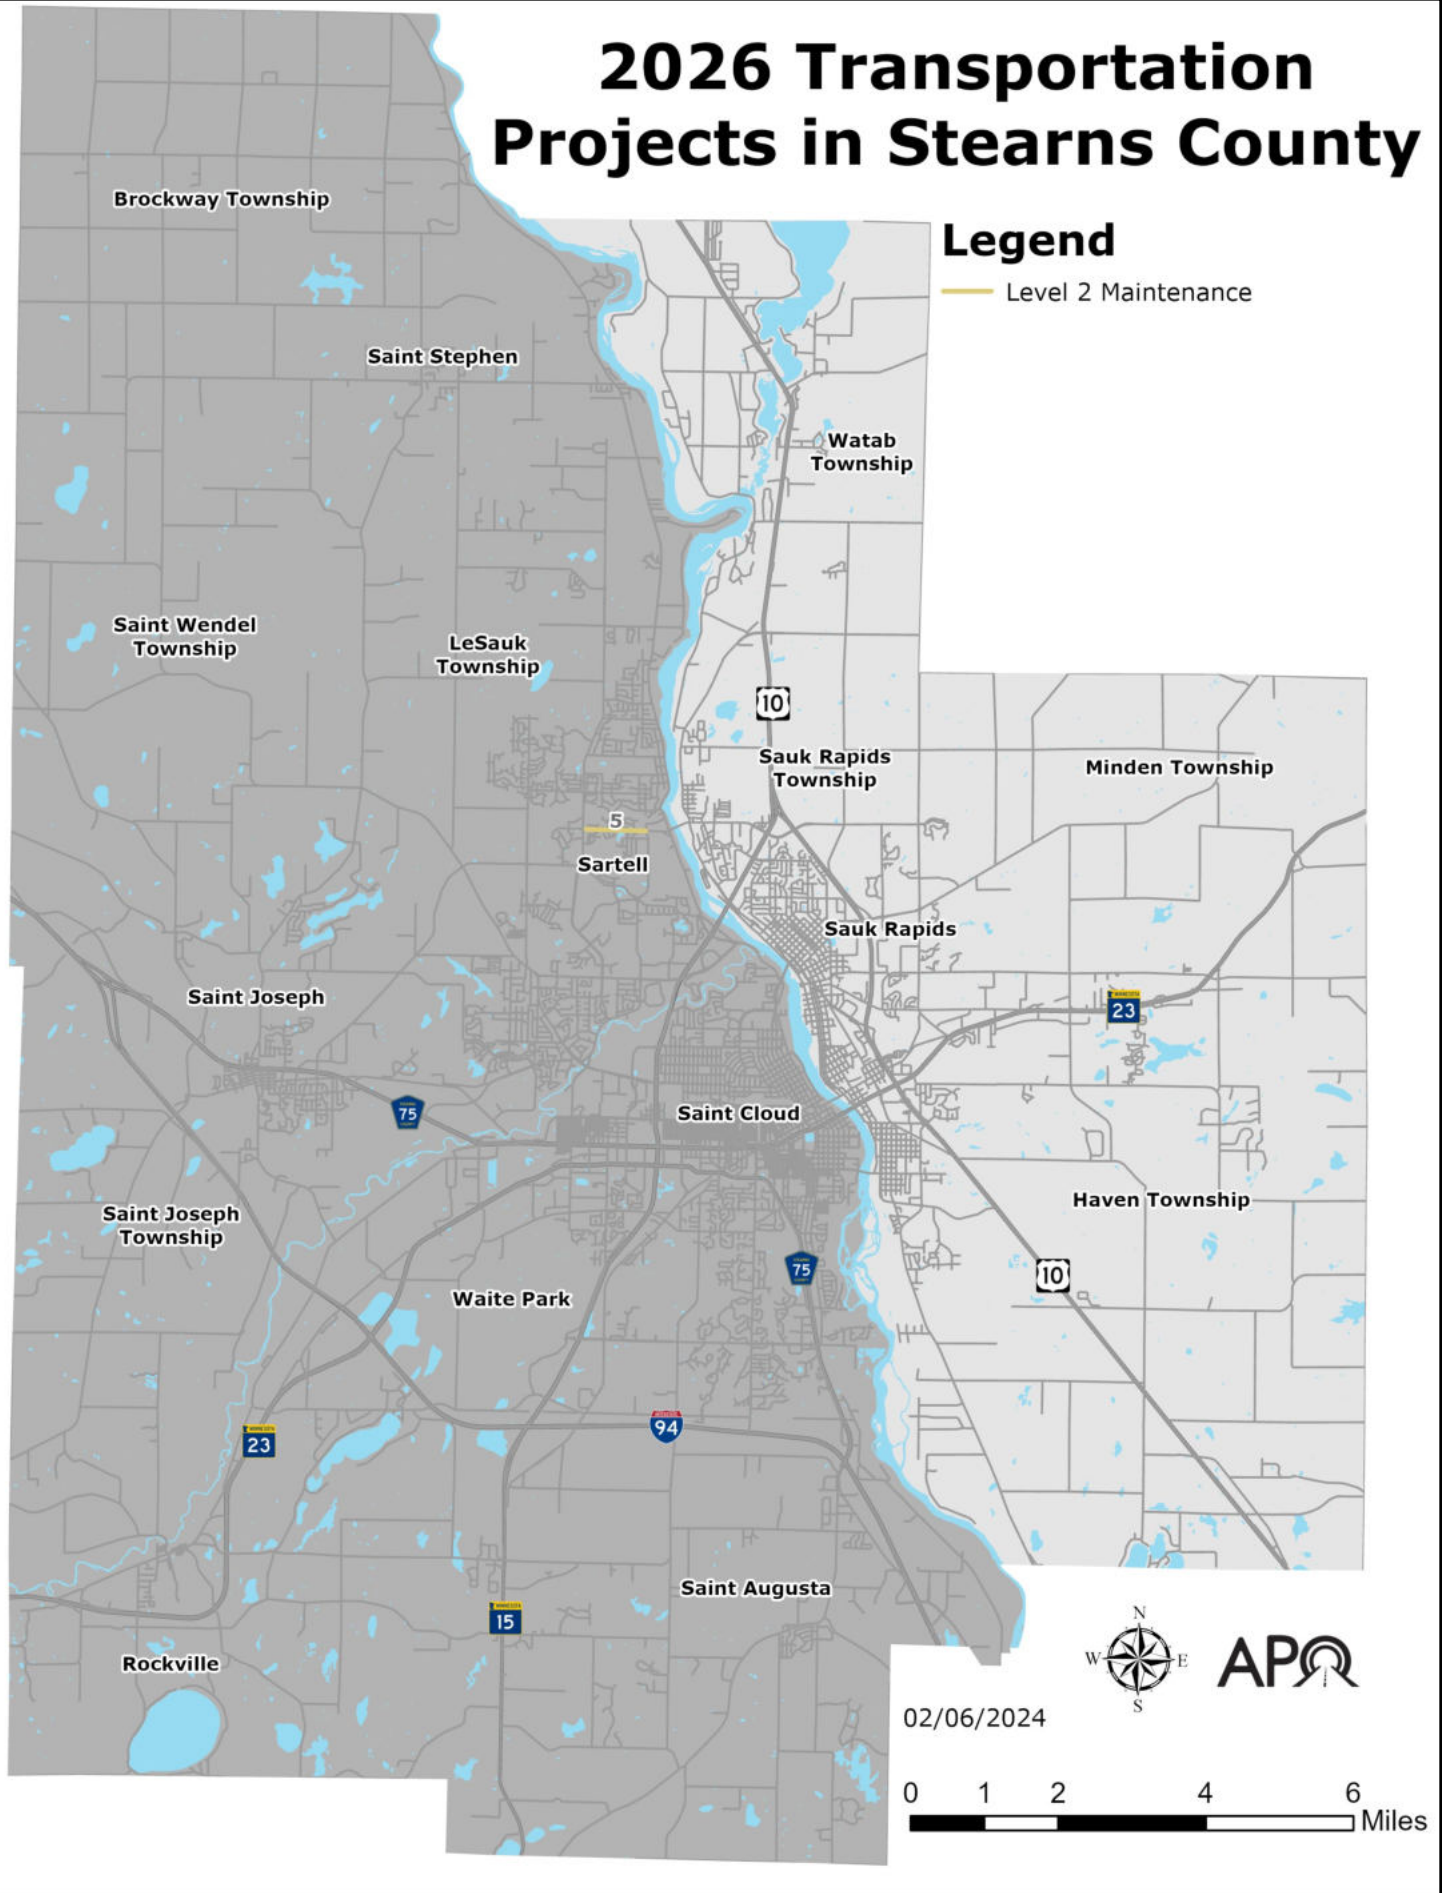 2026 Transportation
Projects in Stearns County
Legend
Level 2 Maintenance
Brockway Township
Saint Stephen
Watab
Township
Saint Wendel
Township
LeSauk
Township
10
Sauk Rapids
Township
Minden Township
5
Sartell
Sauk Rapids
Saint Joseph
MINNESOTA
23
75
Saint Cloud
Saint Joseph
Township
Haven Township
75
10
Waite Park
94
MINNESOTA
23
Saint Augusta
MINNESOTA
15
Rockville
N
W
E
S
APO
02/06/2024
0 1 2 4 6
Miles